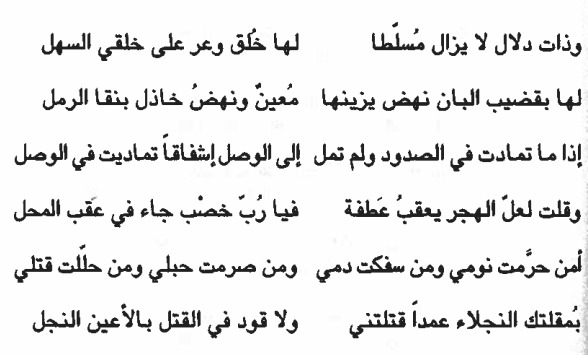 وذات دلال لا يزال مُسلّطا لها خُلق وعر على خلقي السهل
لها بقضيب البان نهض يزينها مُعينٌ ونهضُ خاذل بنقا الرمل
إذا ما تمادت في الصدود ولم تمل إلى الوصل إشفاقاً تماديت في الوصل
وقلت لعلّ الهجر يعقبُ عَطفة فيا رُبّ خصْب جاء في عَقب المحل
أمن حرَّمت نومي ومن سفكت دمي ومن صرمت حبلي ومن حلّلت قتلي
بُمقلتك النجلاء عمداً قتلتني ولا قود في القتل بالأعين النجل